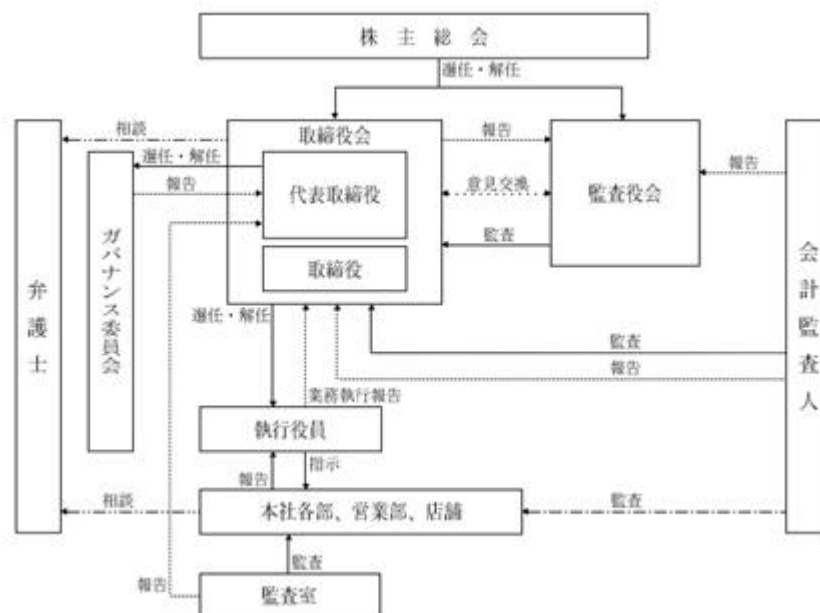 株主総会
選任・解任
相談
取締役会
報告
選任・解任
報告
代表取締役
意見交換
監査役会
報告
監査
取締役
ガバナンス委員会
弁護士
会計監査人
選任・解任
監査
報告
業務執行報告
執行役員
報告
指示
相談
本社各部、営業部、店舗
監査
監査
報告
監査室